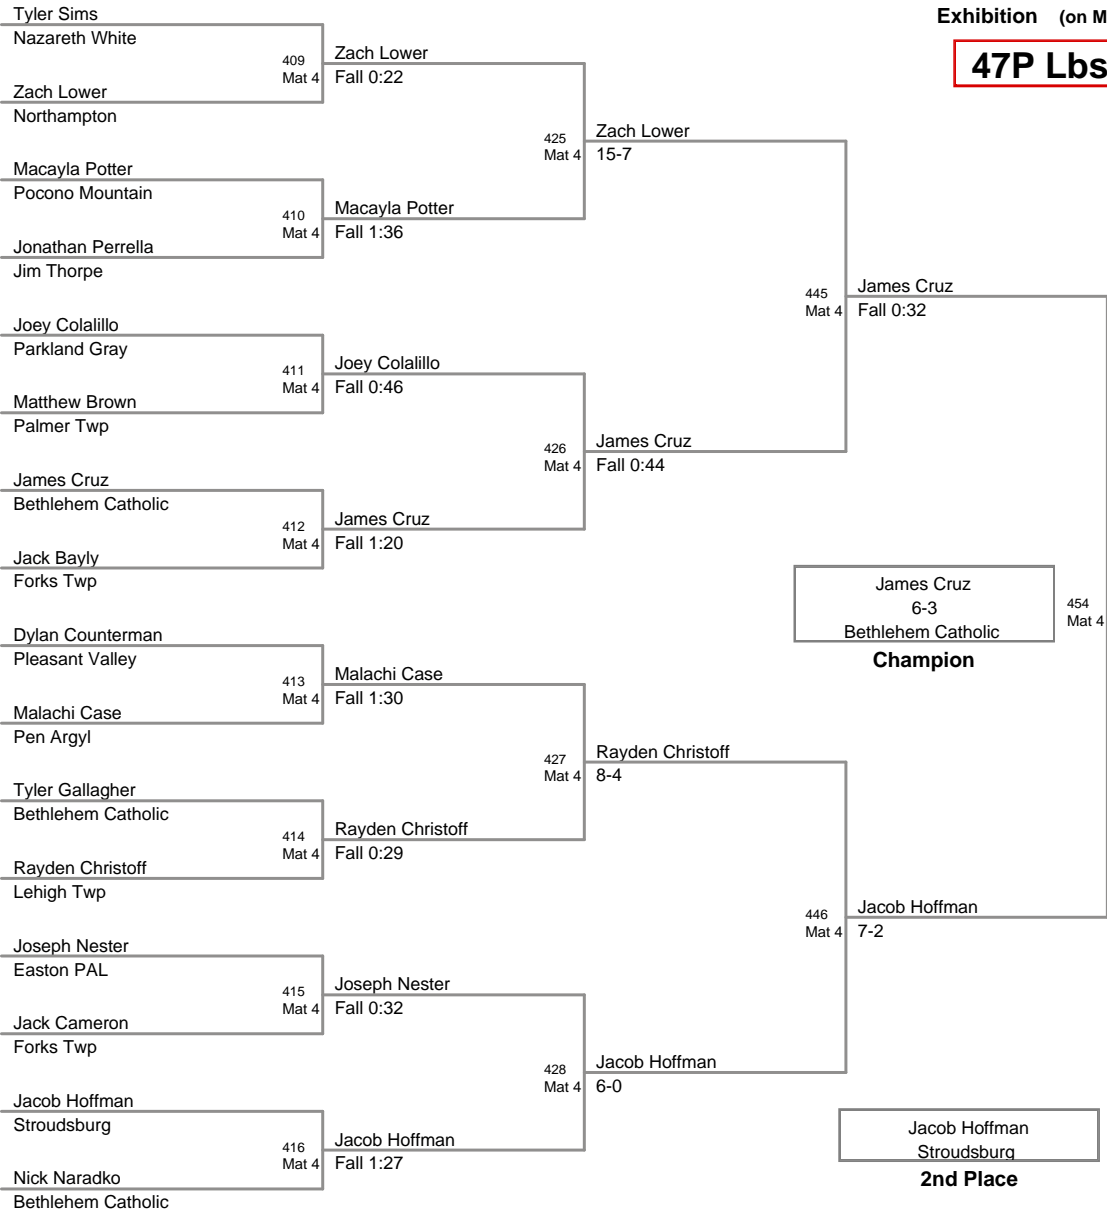 Exhibition (on M
47P Lbs
Tyler Sims
Nazareth White
409
Mat 4
Zach Lower
Fall 0:22
Zach Lower
Northampton
425
Mat 4
Zach Lower
15-7
Macayla Potter
Pocono Mountain
410
Mat 4
Macayla Potter
Fall 1:36
Jonathan Perrella
Jim Thorpe
445
Mat 4
James Cruz
Fall 0:32
Joey Colalillo
Parkland Gray
411
Mat 4
Joey Colalillo
Fall 0:46
Matthew Brown
Palmer Twp
426
Mat 4
James Cruz
Fall 0:44
James Cruz
Bethlehem Catholic
412
Mat 4
James Cruz
Fall 1:20
Jack Bayly
Forks Twp
James Cruz
6-3
Bethlehem Catholic
Champion
454
Mat 4
Dylan Counterman
Pleasant Valley
413
Mat 4
Malachi Case
Fall 1:30
Malachi Case
Pen Argyl
427
Mat 4
Rayden Christoff
8-4
Tyler Gallagher
Bethlehem Catholic
414
Mat 4
Rayden Christoff
Fall 0:29
Rayden Christoff
Lehigh Twp
446
Mat 4
Jacob Hoffman
7-2
Joseph Nester
Easton PAL
415
Mat 4
Joseph Nester
Fall 0:32
Jack Cameron
Forks Twp
428
Mat 4
Jacob Hoffman
6-0
Jacob Hoffman
Stroudsburg
416
Mat 4
Jacob Hoffman
Fall 1:27
Nick Naradko
Bethlehem Catholic
Jacob Hoffman
Stroudsburg
2nd Place